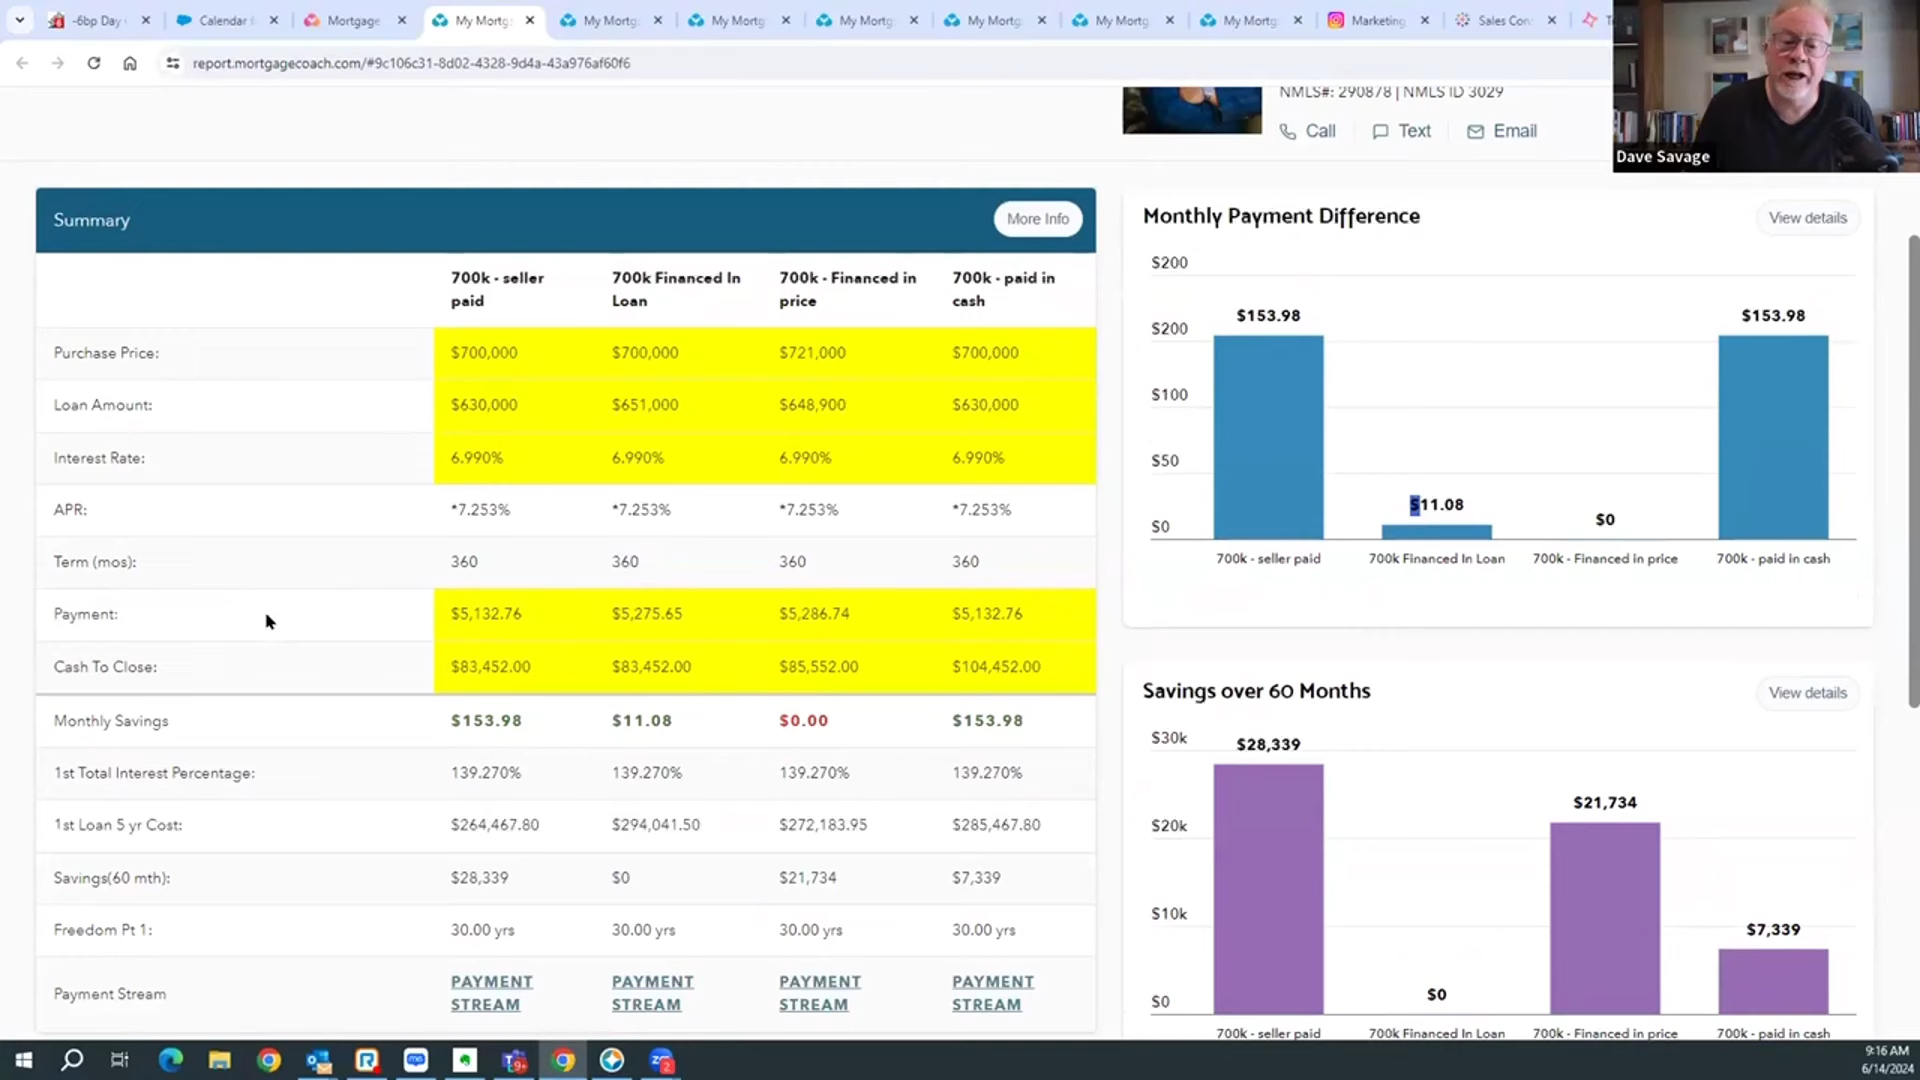 -6bp Day
Calendar
Mortgage
My Mortg
My Mortg
My Mortg
My Mortg
My Mortg
My Mortg
My Mortg
Marketing
Sales Con
report.mortgagecoach.com/#9c106c31-8d02-4328-9d4a-43a976af60f6
NMLS#: 290878 | NMLS ID 3029
Call
Text
Email
Dave Savage
Summary
More Info
700k - seller paid
700k Financed In Loan
700k - Financed in price
700k - paid in cash
Purchase Price: $700,000 $700,000 $721,000 $700,000
Loan Amount: $630,000 $651,000 $648,900 $630,000
Interest Rate: 6.990% 6.990% 6.990% 6.990%
APR: *7.253% *7.253% *7.253% *7.253%
Term (mos): 360 360 360 360
Payment: $5,132.76 $5,275.65 $5,286.74 $5,132.76
Cash To Close: $83,452.00 $83,452.00 $85,552.00 $104,452.00
Monthly Savings $153.98 $11.08 $0.00 $153.98
1st Total Interest Percentage: 139.270% 139.270% 139.270% 139.270%
1st Loan 5 yr Cost: $264,467.80 $294,041.50 $272,183.95 $285,467.80
Savings(60 mth): $28,339 $0 $21,734 $7,339
Freedom Pt 1: 30.00 yrs 30.00 yrs 30.00 yrs 30.00 yrs
Payment Stream PAYMENT STREAM PAYMENT STREAM PAYMENT STREAM PAYMENT STREAM
Monthly Payment Difference
View details
$200
$153.98 $153.98
$200
$100
$50
$11.08
$0
$0
700k - seller paid 700k Financed In Loan 700k - Financed in price 700k - paid in cash
Savings over 60 Months
View details
$30k
$28,339
$21,734
$20k
$10k
$7,339
$0
$0
700k - seller paid 700k Financed In Loan 700k - Financed in price 700k - paid in cash
9:16 AM
6/14/2024